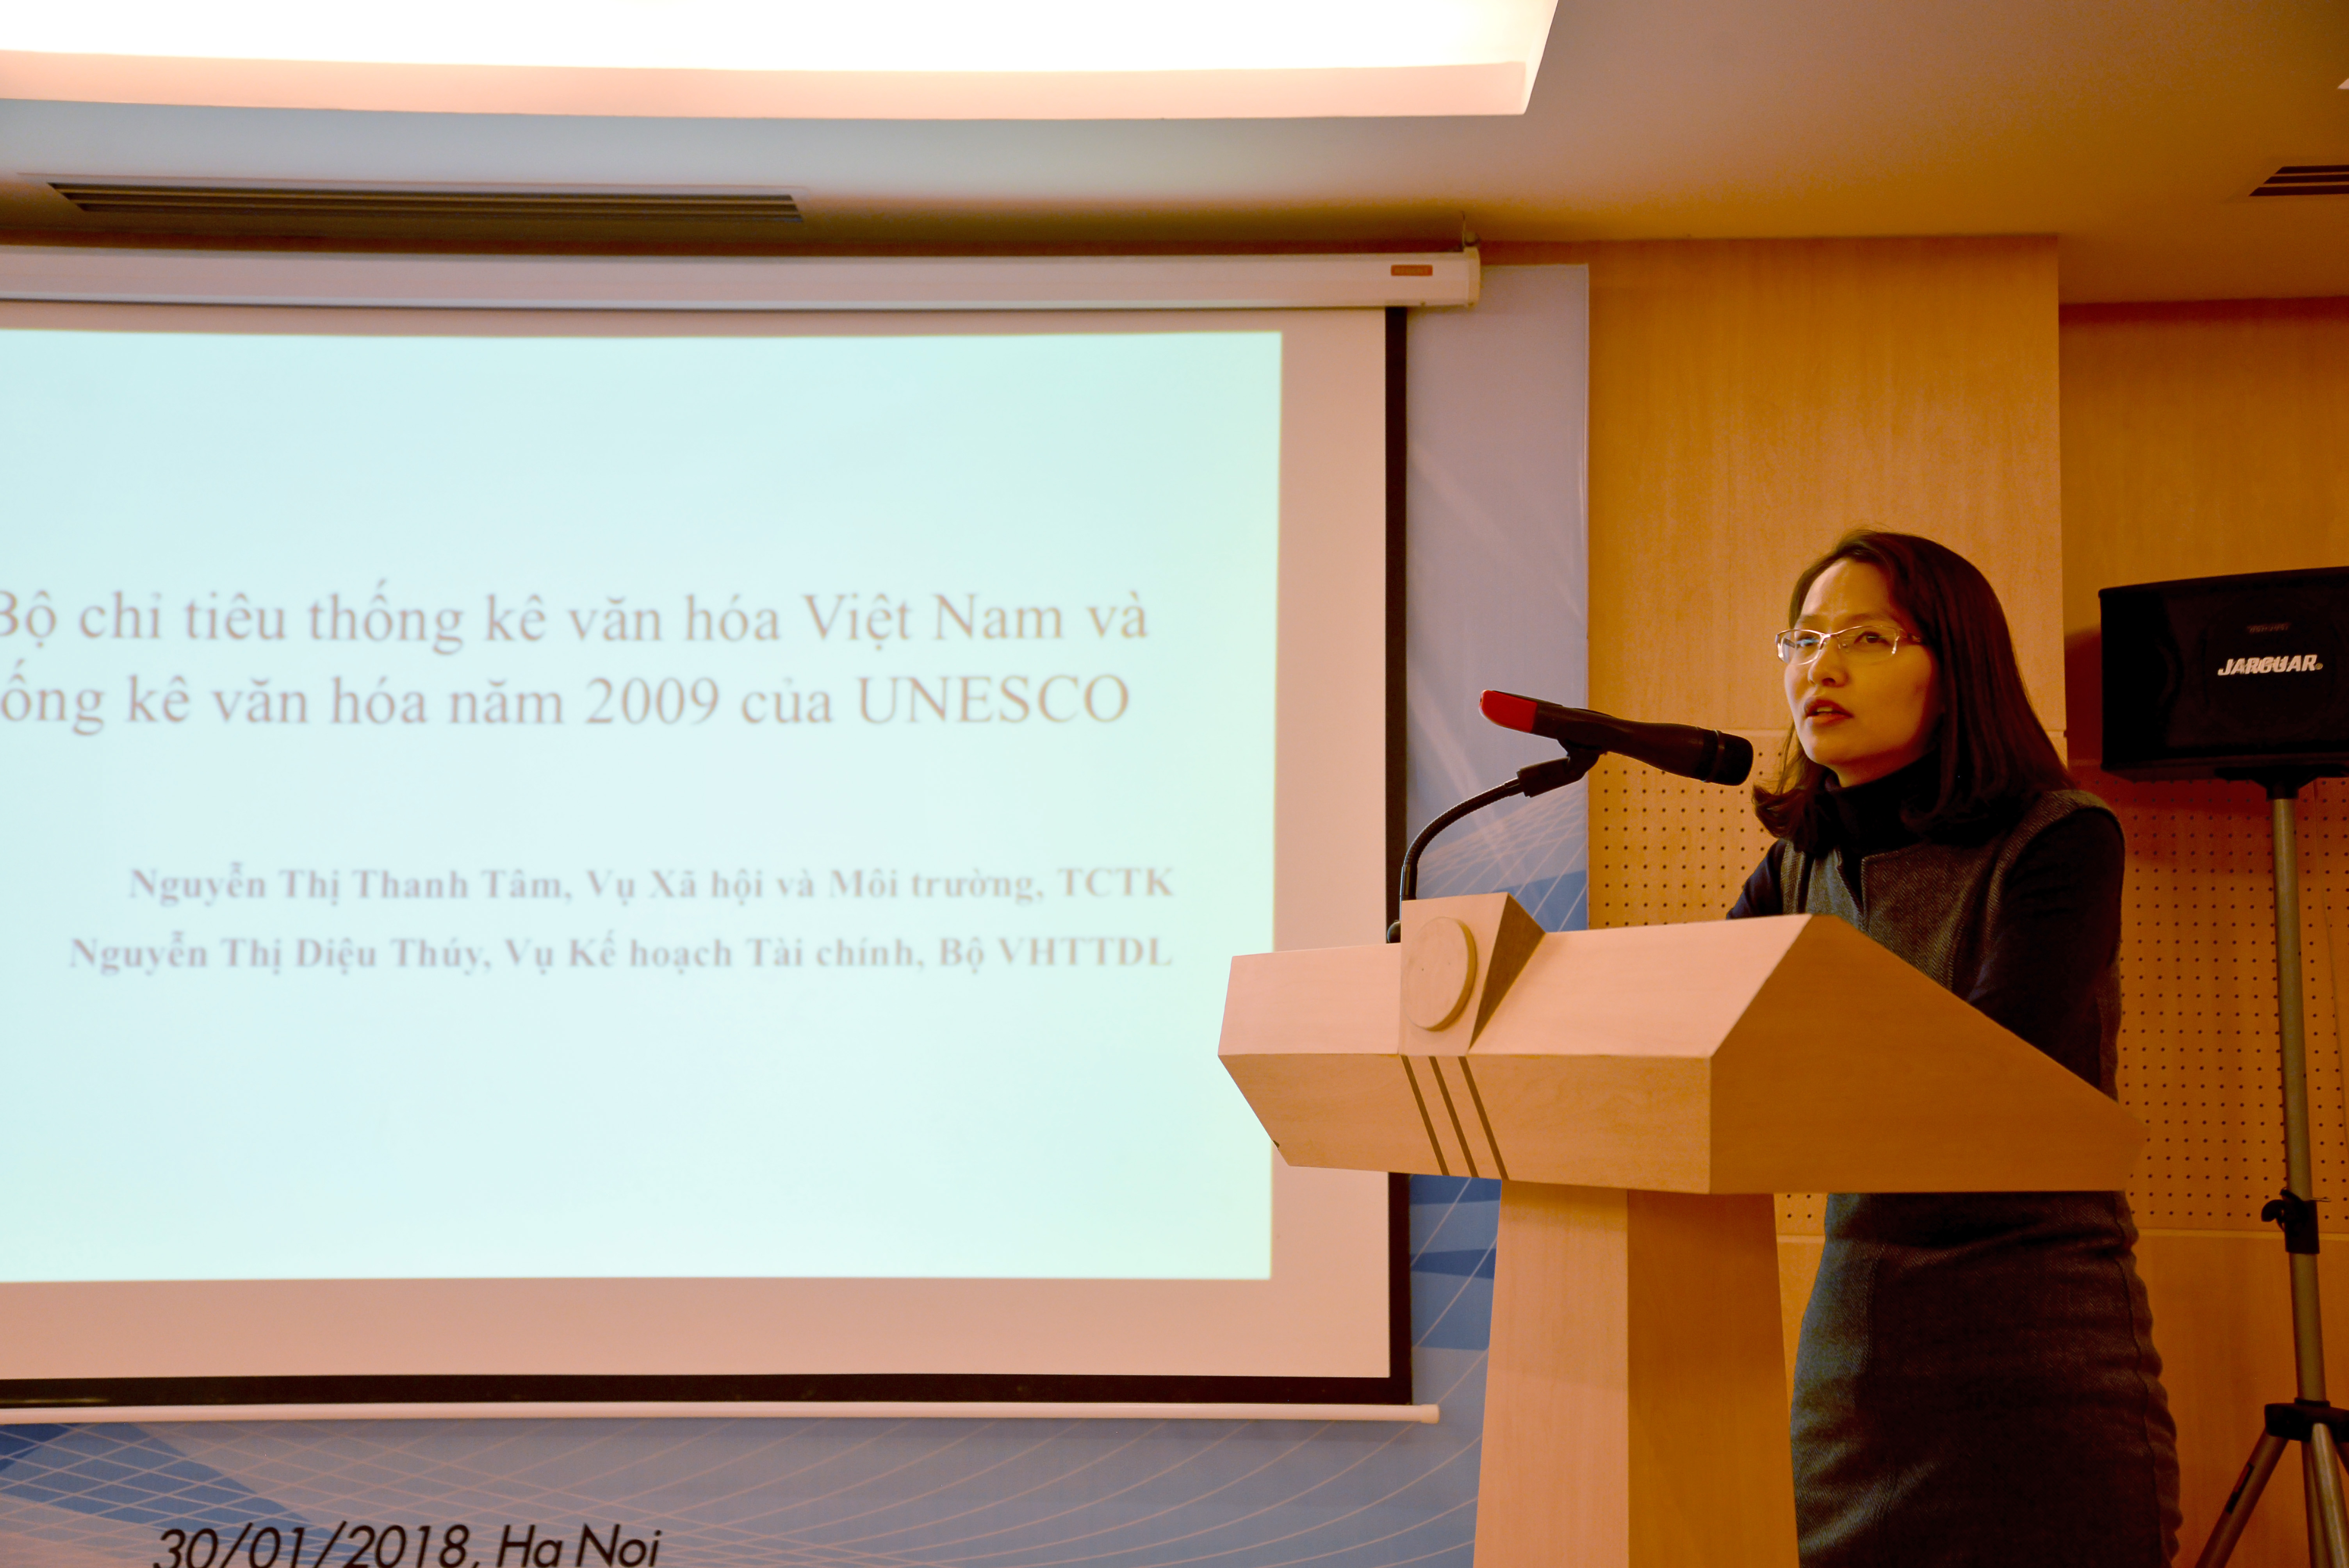 Bộ chỉ tiêu thống kê văn hóa Việt Nam và
ống kê văn hóa năm 2009 của UNESCO
Nguyễn Thị Thanh Tâm, Vụ Xã hội và Môi trường, TCTK
Nguyễn Thị Diệu Thúy, Vụ Kế hoạch Tài chính, Bộ VHTTDL
JARGUAR
30/01/2018, Ha Noi